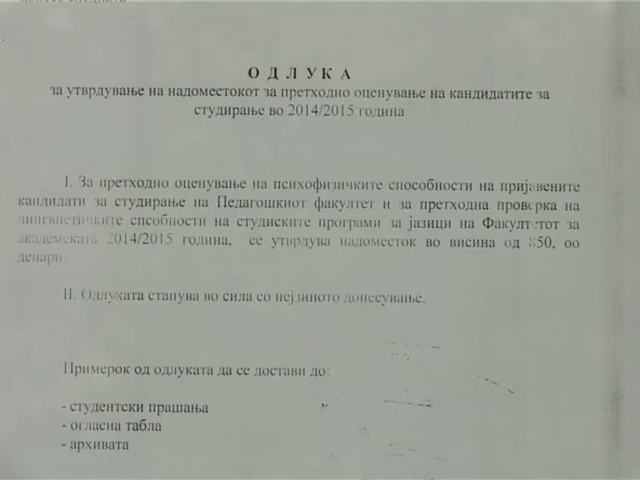 О Д Л У К А
за утврдување на надоместокот за претходно оценување на кандидатите за
студирање во 2014/2015 година
I. За претходно оценување на психофизичките способности на пријавените
кандидати за студирање на Педагошкиот факултет и за претходна проверка на
лингвистичките спсобности на студиските програми за јазици на Факултетот за
академската 2014/2015 година, се утврдува надоместок во висина од 850, оо
денари.
II. Одлуката стапува во сила со нејзиното донесување.
Примерок од одлуката да се достави до:
- студентски прашања
- огласна табла
- архивата